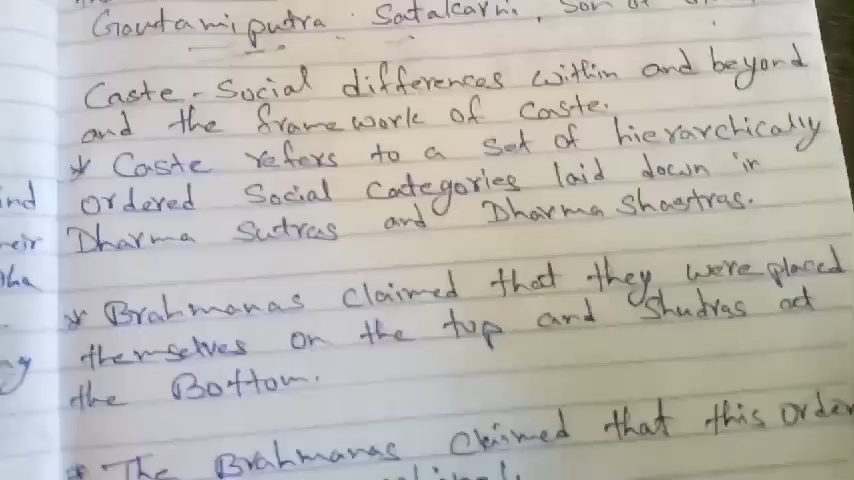 Gautamiputra Satakarni, Son of
Caste - Social differences within and beyond
and the framework of caste.
* Caste refers to a set of hierarchically
ordered Social Categories laid down in
Dharma Sutras and Dharma Shastras.
* Brahmanas Claimed that they were placed
themselves on the top and Shudras at
the Bottom.
* The Brahmanas Claimed that this order